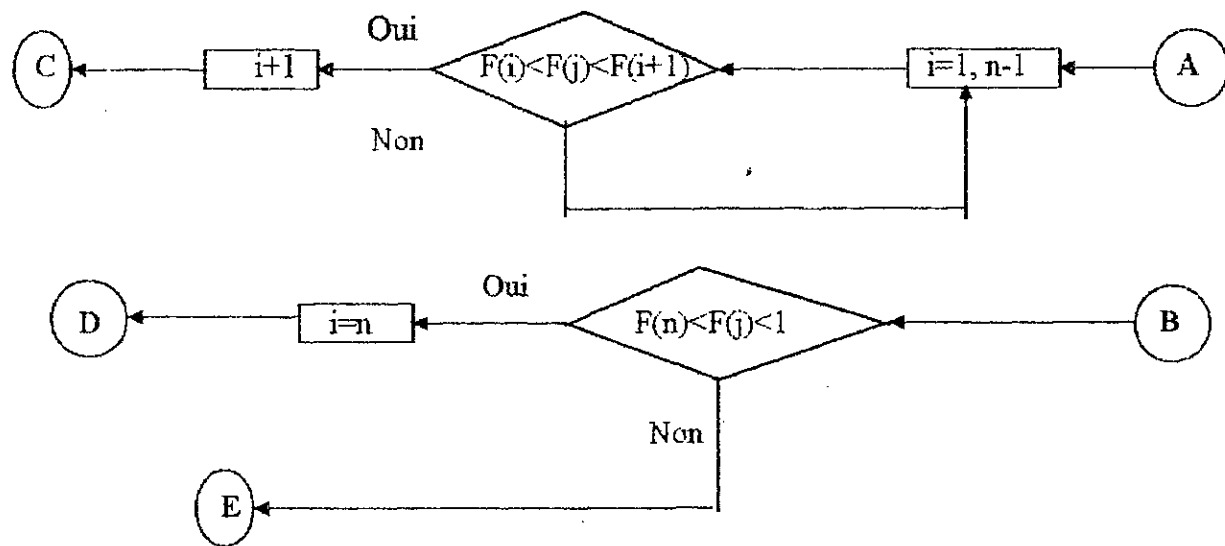 Oui
C
i+1
F(i)<F(j)<F(i+1)
i=1, n-1
A
Non
Oui
D
i=n
F(n)<F(j)<1
B
Non
E